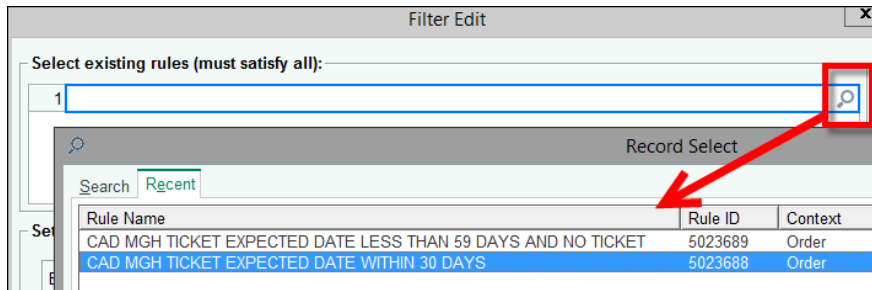 Filter Edit
x
Select existing rules (must satisfy all):
1
Record Select
Search Recent
Rule Name Rule ID Context
CAD MGH TICKET EXPECTED DATE LESS THAN 59 DAYS AND NO TICKET 5023689 Order
CAD MGH TICKET EXPECTED DATE WITHIN 30 DAYS 5023688 Order
Set